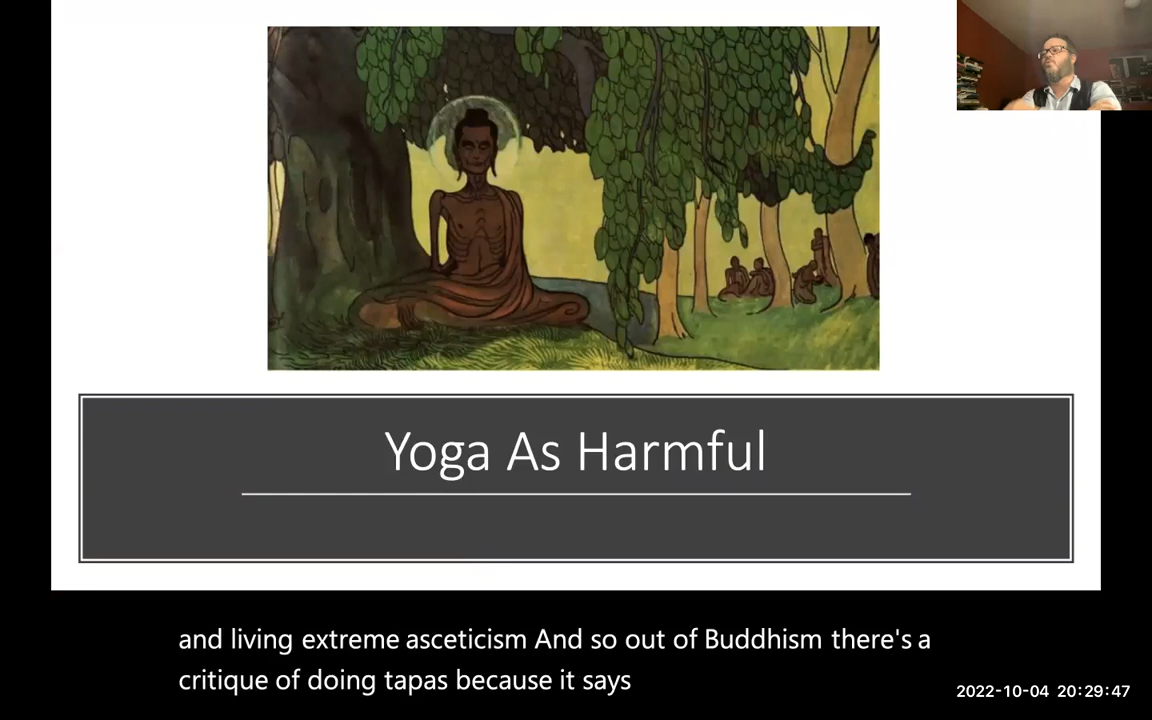 Yoga As Harmful
and living extreme asceticism And so out of Buddhism there's a
critique of doing tapas because it says
2022-10-04 20:29:47